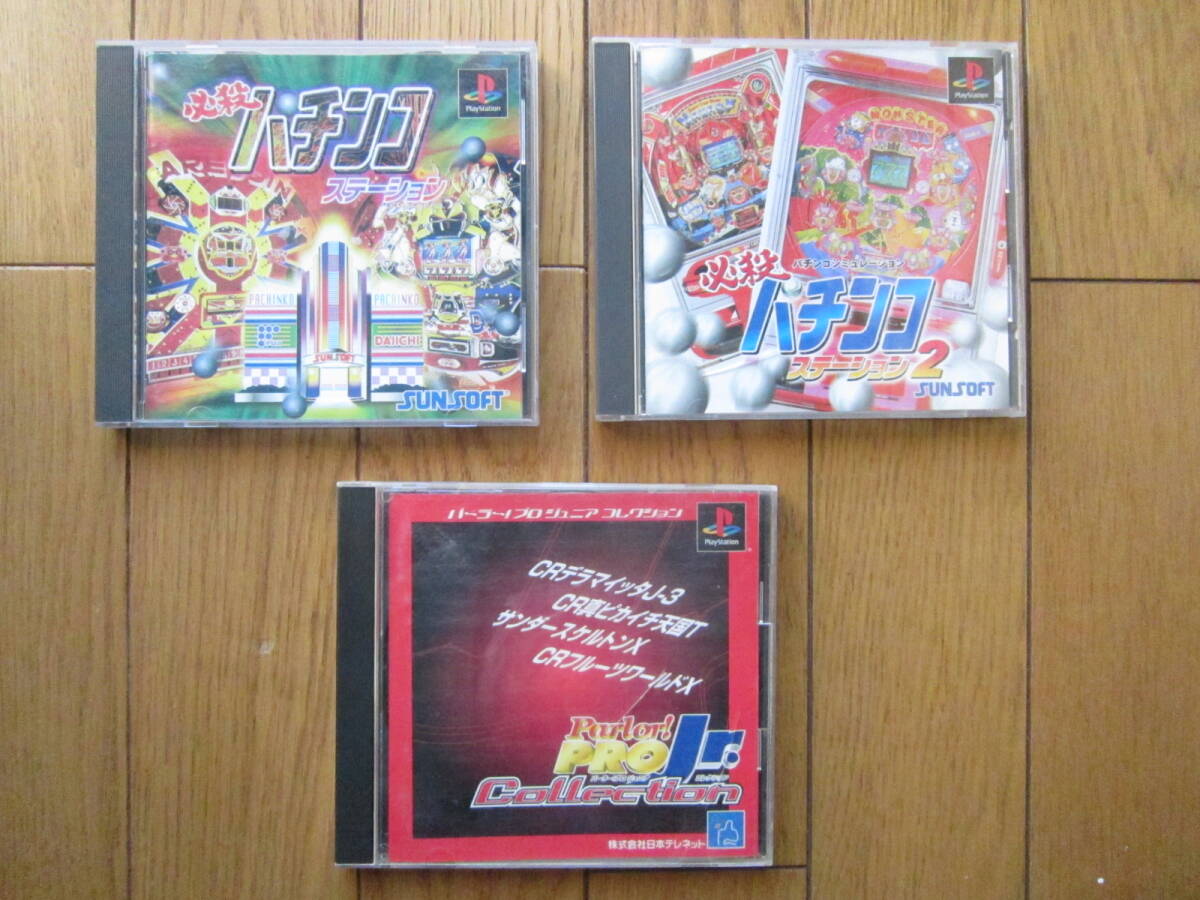 必殺
パチンコ
ステーション
PlayStation
PACHINKO
PACHINKO
DAIICHI
SUNSOFT
SUNSOFT
PlayStation
必殺
パチンコシミュレーション
パチンコ
ステーション2
SUNSOFT
パーラー!プロ ジュニア コレクション
PlayStation
CRデラマイッタJ-3
CR真ピカイチ天国T
サンダースケルトンX
CRフルーツワールドX
Parlor!
PRO Jr.
Collection
株式会社日本テレネット